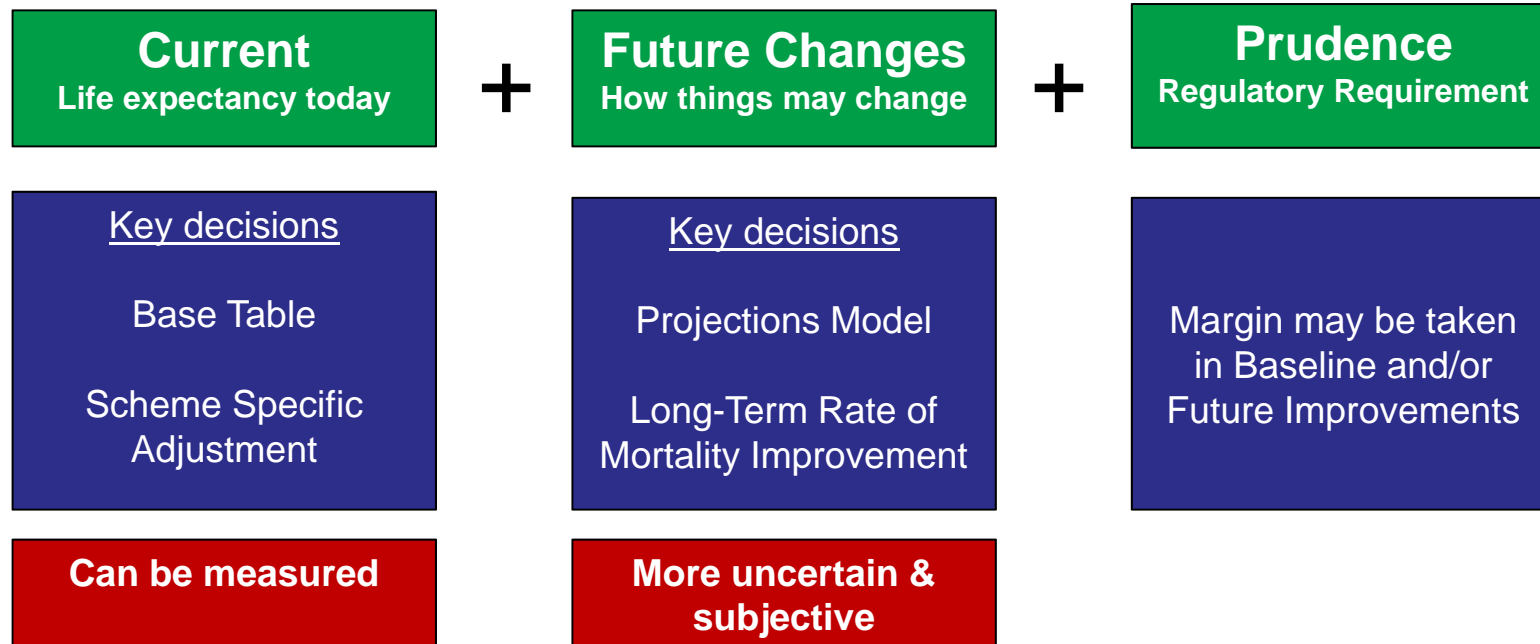 Current
Life expectancy today
+
Future Changes
How things may change
+
Prudence
Regulatory Requirement
Key decisions
Base Table
Scheme Specific
Adjustment
Key decisions
Projections Model
Long-Term Rate of
Mortality Improvement
Margin may be taken
in Baseline and/or
Future Improvements
Can be measured
More uncertain &
subjective